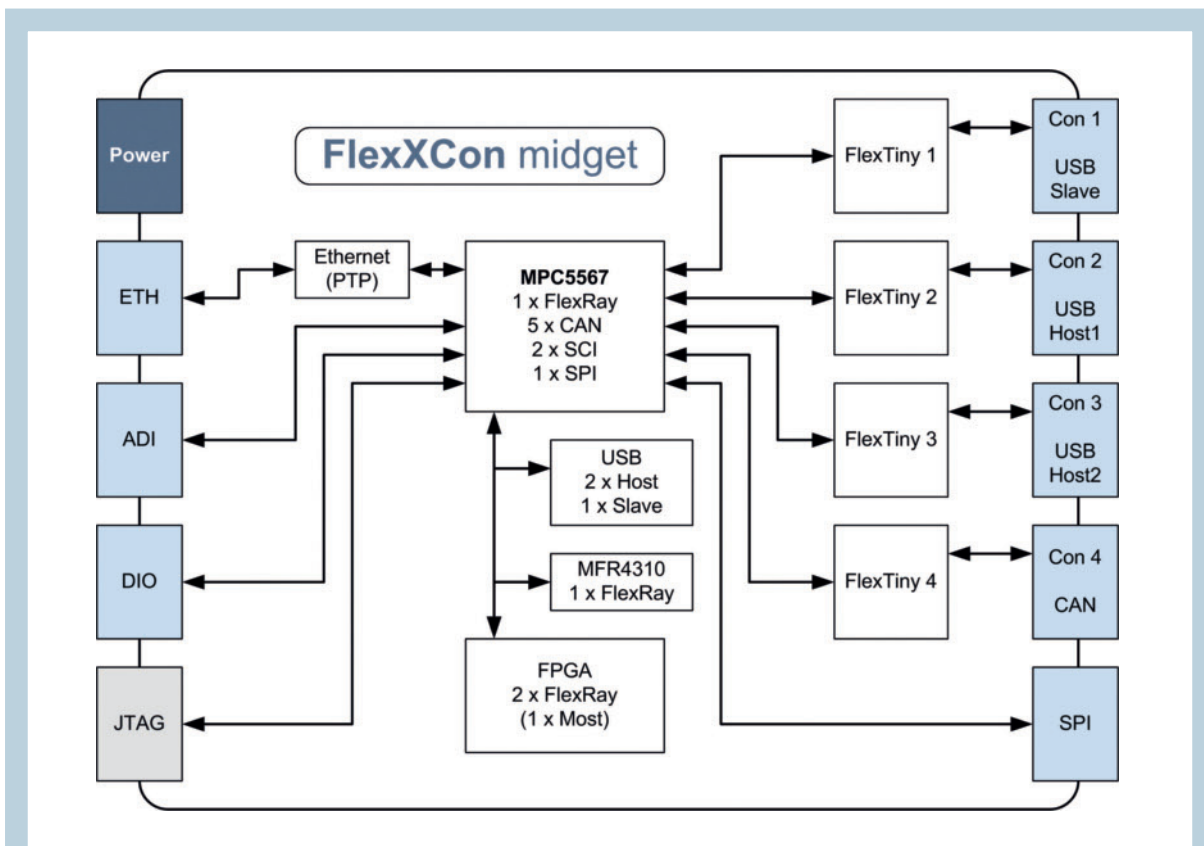 FlexXCon midget
Power
ETH
ADI
DIO
JTAG
Ethernet
(PTP)
MPC5567
1 x FlexRay
5 x CAN
2 x SCI
1 x SPI
USB
2 x Host
1 x Slave
MFR4310
1 x FlexRay
FPGA
2 x FlexRay
(1 x Most)
FlexTiny 1
FlexTiny 2
FlexTiny 3
FlexTiny 4
Con 1
USB
Slave
Con 2
USB
Host1
Con 3
USB
Host2
Con 4
CAN
SPI